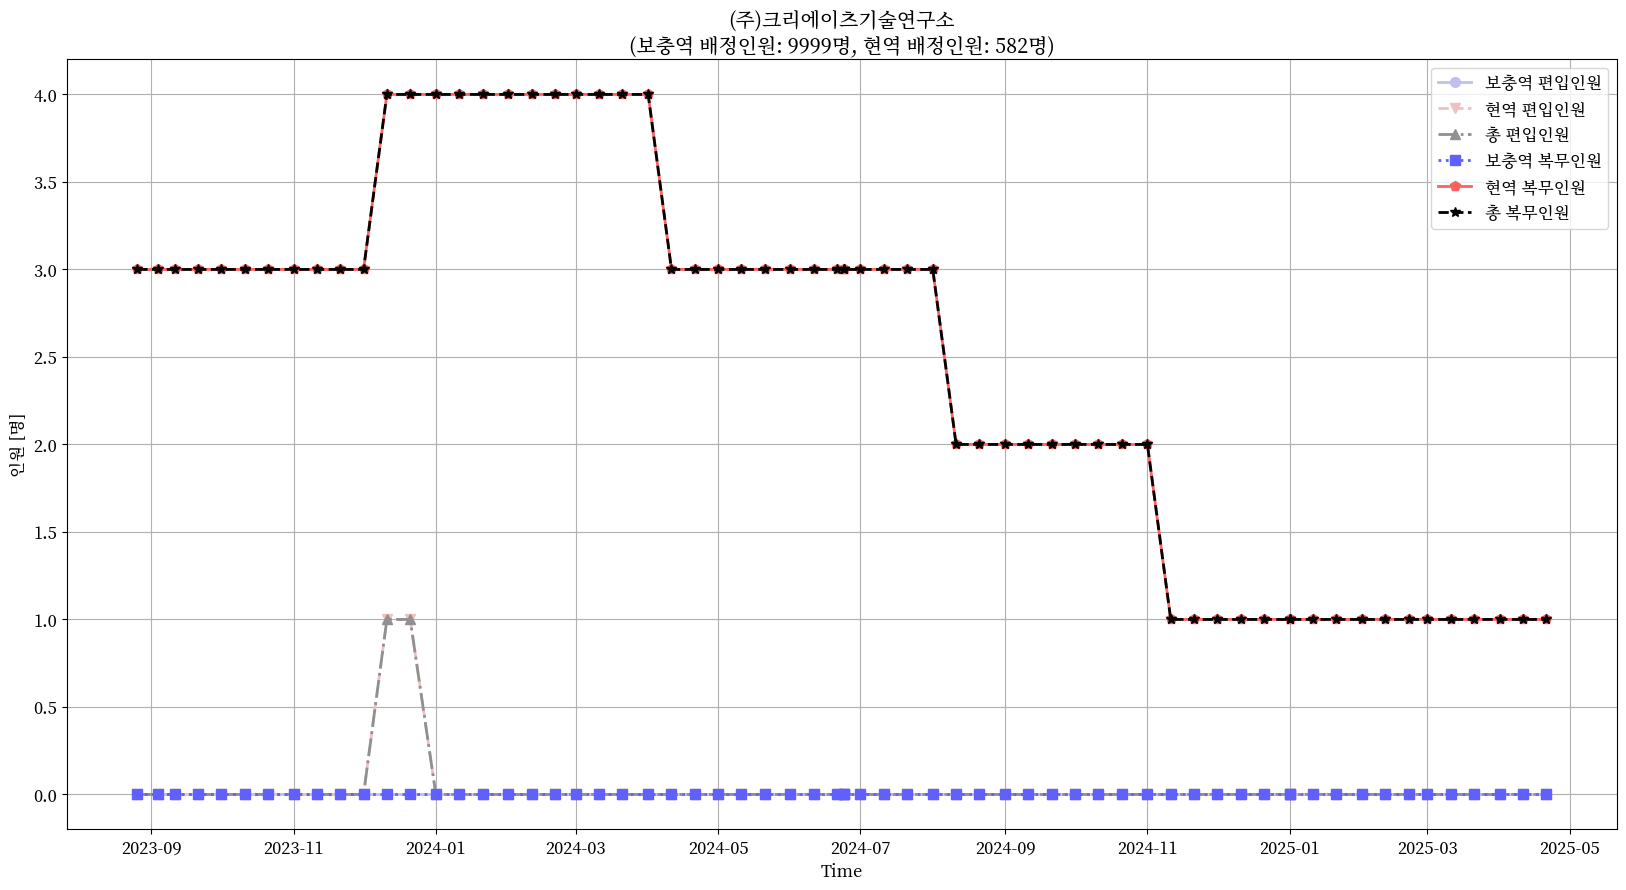 (주)크리에이츠기술연구소
(보충역 배정인원: 9999명, 현역 배정인원: 582명)
보충역 편입인원
현역 편입인원
총 편입인원
보충역 복무인원
현역 복무인원
총 복무인원
인원 [명]
4.0
3.5
3.0
2.5
2.0
1.5
1.0
0.5
0.0
2023-09 2023-11 2024-01 2024-03 2024-05 2024-07 2024-09 2024-11 2025-01 2025-03 2025-05
Time